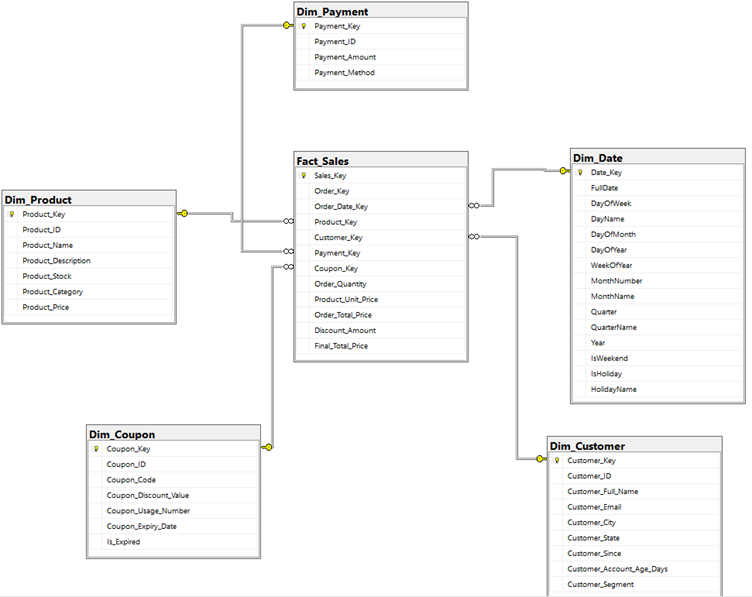 Dim_Payment
Payment_Key
Payment_ID
Payment_Amount
Payment_Method
Fact_Sales
Sales_Key
Order_Key
Order_Date_Key
Product_Key
Customer_Key
Payment_Key
Coupon_Key
Order_Quantity
Product_Unit_Price
Order_Total_Price
Discount_Amount
Final_Total_Price
Dim_Date
Date_Key
FullDate
DayOfWeek
DayName
DayOfMonth
DayOfYear
WeekOfYear
MonthNumber
MonthName
Quarter
QuarterName
Year
IsWeekend
IsHoliday
HolidayName
Dim_Product
Product_Key
Product_ID
Product_Name
Product_Description
Product_Stock
Product_Category
Product_Price
Dim_Coupon
Coupon_Key
Coupon_ID
Coupon_Code
Coupon_Discount_Value
Coupon_Usage_Number
Coupon_Expiry_Date
Is_Expired
Dim_Customer
Customer_Key
Customer_ID
Customer_Full_Name
Customer_Email
Customer_City
Customer_State
Customer_Since
Customer_Account_Age_Days
Customer_Segment